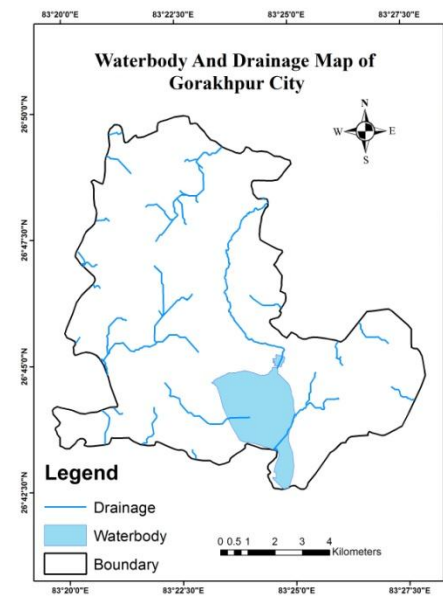 83°20'0"E 83°22'30"E 83°25'0"E 83°27'30"E
Waterbody And Drainage Map of
Gorakhpur City
N
W E
S
26°50'0"N
26°47'30"N
26°45'0"N
26°42'30"N
Legend
Drainage
Waterbody
Boundary
0 0.5 1 2 3 4
Kilometers
83°20'0"E 83°22'30"E 83°25'0"E 83°27'30"E